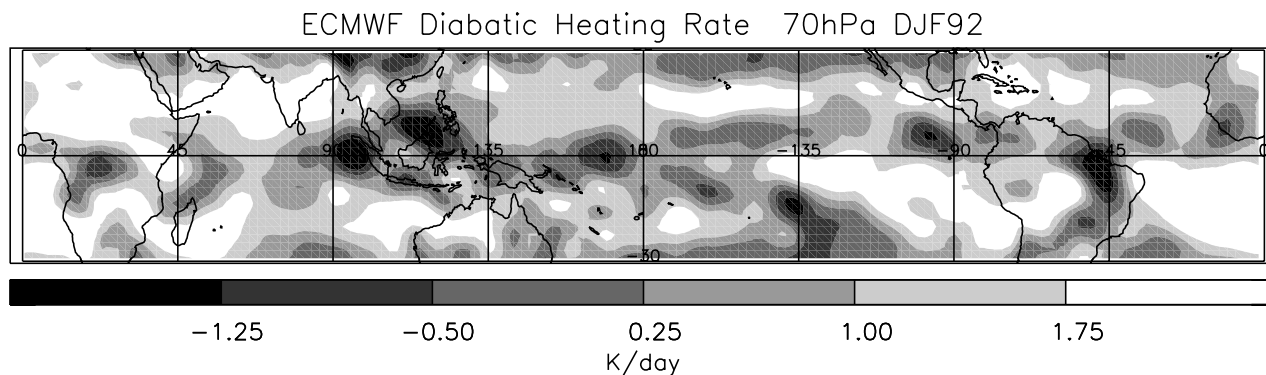 ECMWF Diabatic Heating Rate 70hPa DJF92
0 45 90 135 180 −135 −90 −45 0
−30
−1.25 −0.50 0.25 1.00 1.75
K/day